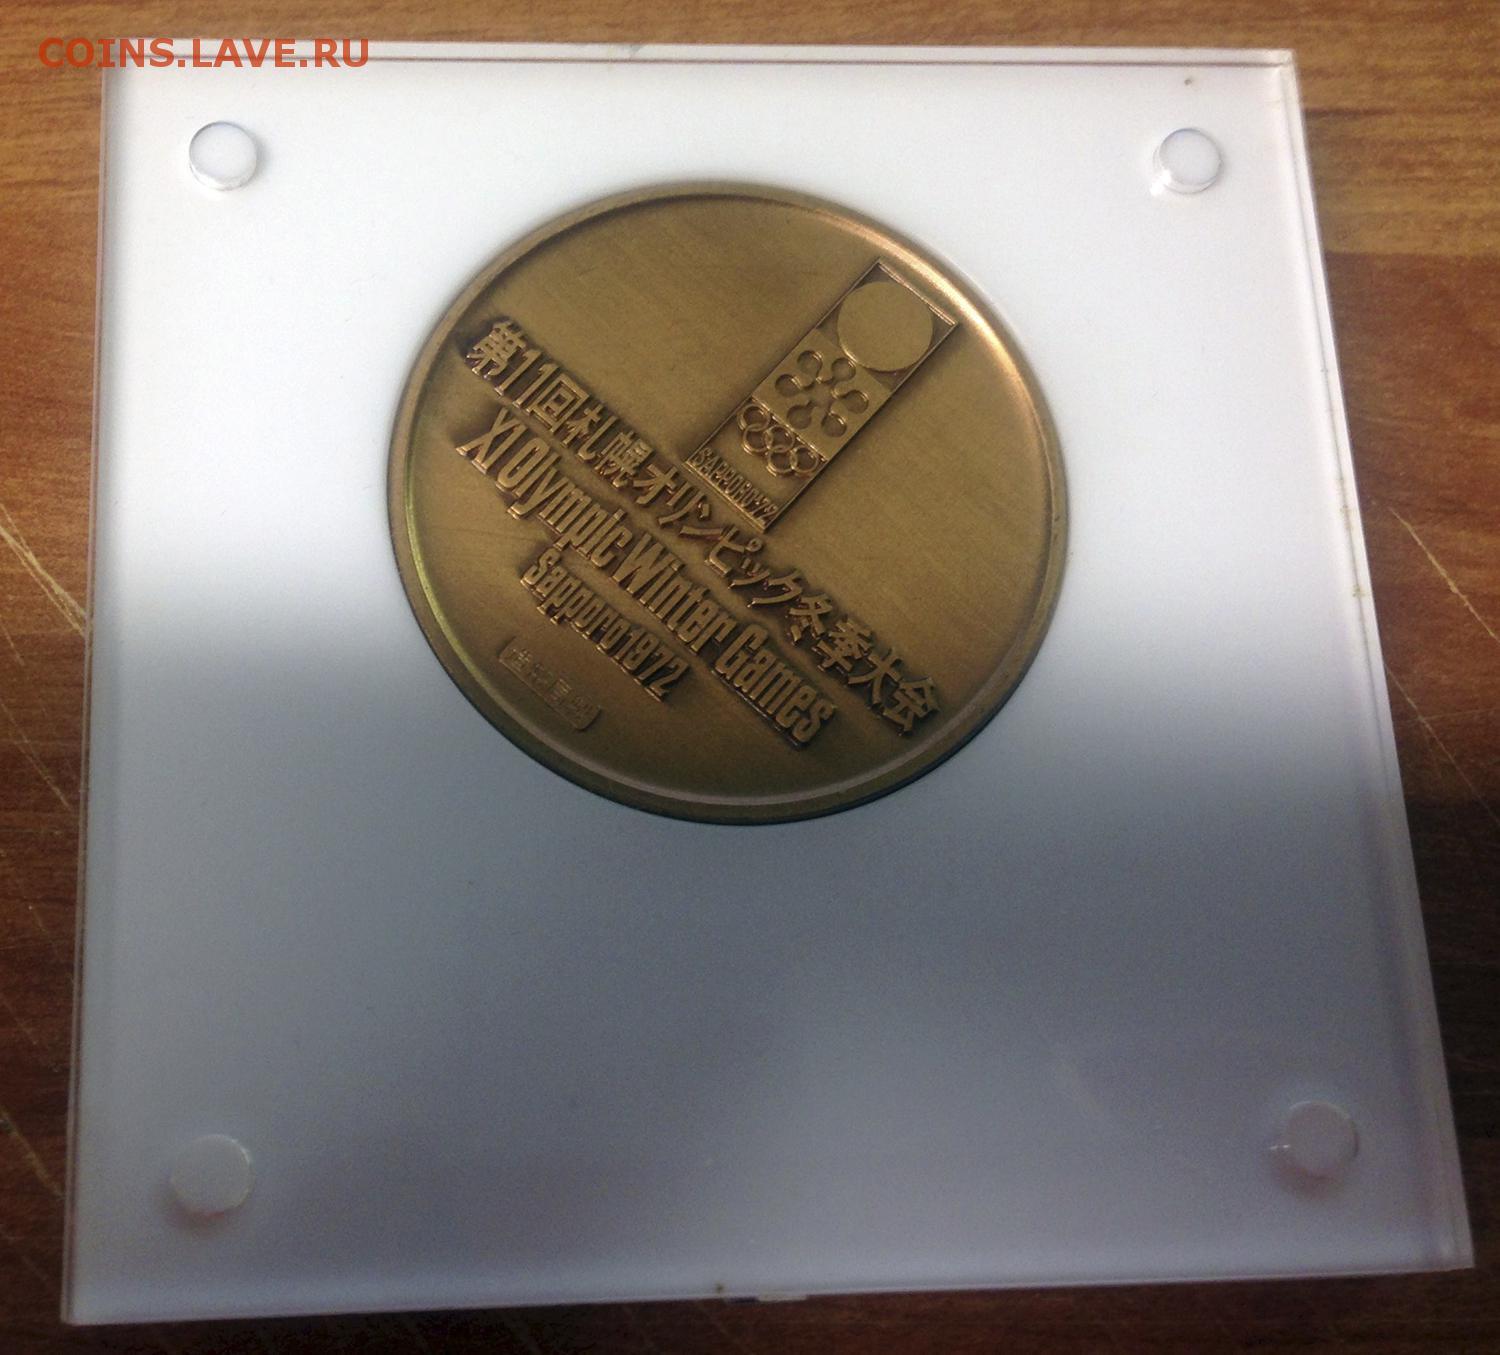 COINS.LAVE.RU
SAPPORO'72
第11回札幌オリンピック冬季大会
XI Olympic Winter Games
Sapporo 1972